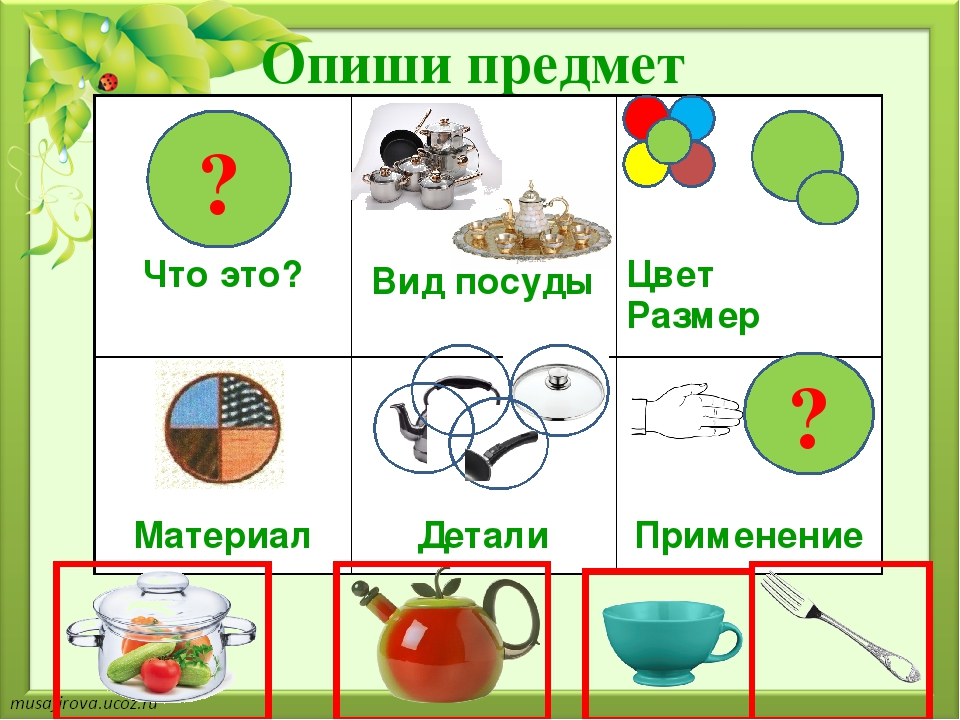 Опиши предмет
?
Что это?
Вид посуды
Цвет
Размер
Материал
Детали
?
Применение
musafirova.ucoz.ru